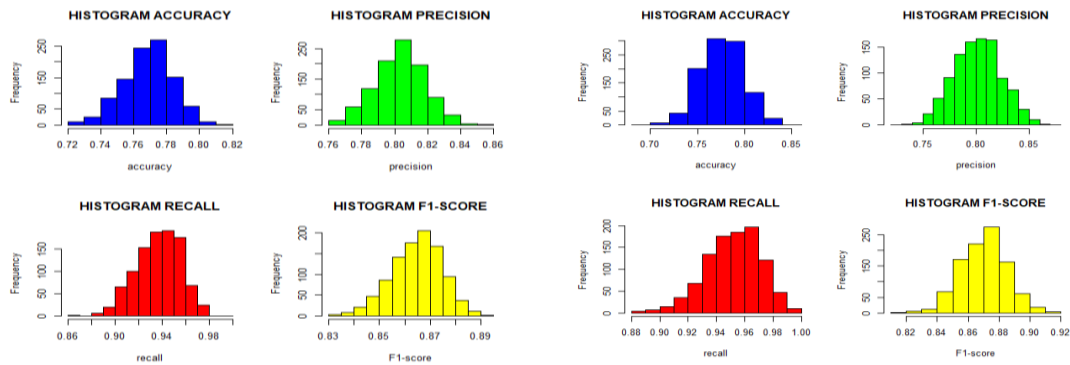 HISTOGRAM ACCURACY
Frequency
0 50 150 250
0.72 0.74 0.76 0.78 0.80 0.82
accuracy
HISTOGRAM PRECISION
Frequency
0 50 150 250
0.76 0.78 0.80 0.82 0.84 0.86
precision
HISTOGRAM ACCURACY
Frequency
0 50 150 250
0.70 0.75 0.80 0.85
accuracy
HISTOGRAM PRECISION
Frequency
0 50 100 150
0.75 0.80 0.85
precision
HISTOGRAM RECALL
Frequency
0 50 150
0.86 0.90 0.94 0.98
recall
HISTOGRAM F1-SCORE
Frequency
0 50 100 200
0.83 0.85 0.87 0.89
F1-score
HISTOGRAM RECALL
Frequency
0 50 100 200
0.88 0.90 0.92 0.94 0.96 0.98 1.00
recall
HISTOGRAM F1-SCORE
Frequency
0 50 150 250
0.82 0.84 0.86 0.88 0.90 0.92
F1-score